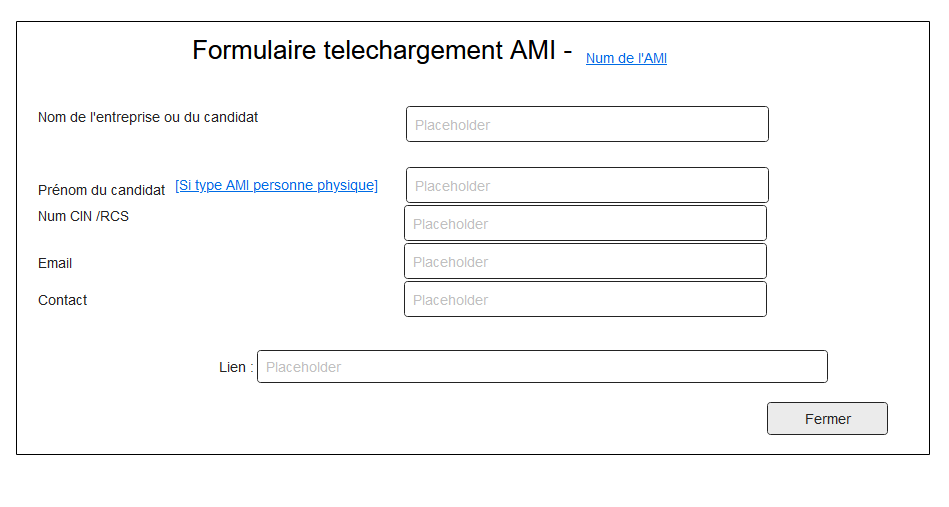 Formulaire telechargement AMI - Num de l'AMI
Nom de l'entreprise ou du candidat Placeholder
Prénom du candidat [Si type AMI personne physique] Placeholder
Num CIN /RCS Placeholder
Email Placeholder
Contact Placeholder
Lien : Placeholder
Fermer